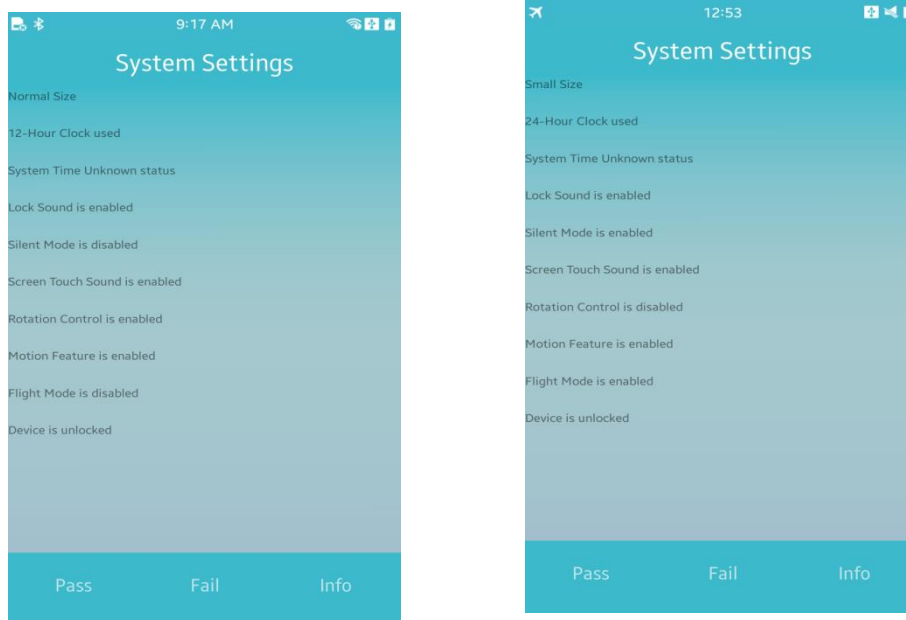 9:17 AM
System Settings
Normal Size
12-Hour Clock used
System Time Unknown status
Lock Sound is enabled
Silent Mode is disabled
Screen Touch Sound is enabled
Rotation Control is enabled
Motion Feature is enabled
Flight Mode is disabled
Device is unlocked
Pass Fail Info
12:53
System Settings
Small Size
24-Hour Clock used
System Time Unknown status
Lock Sound is enabled
Silent Mode is enabled
Screen Touch Sound is enabled
Rotation Control is disabled
Motion Feature is enabled
Flight Mode is enabled
Device is unlocked
Pass Fail Info